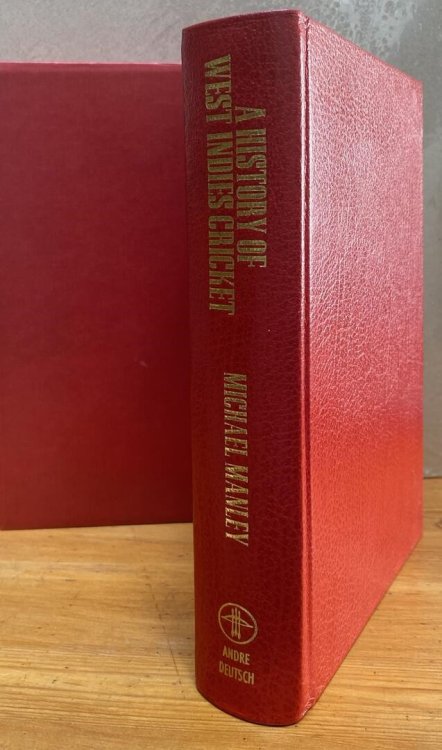 A HISTORY OF
WEST INDIES CRICKET
MICHAEL MANLEY
ANDRE
DEUTSCH